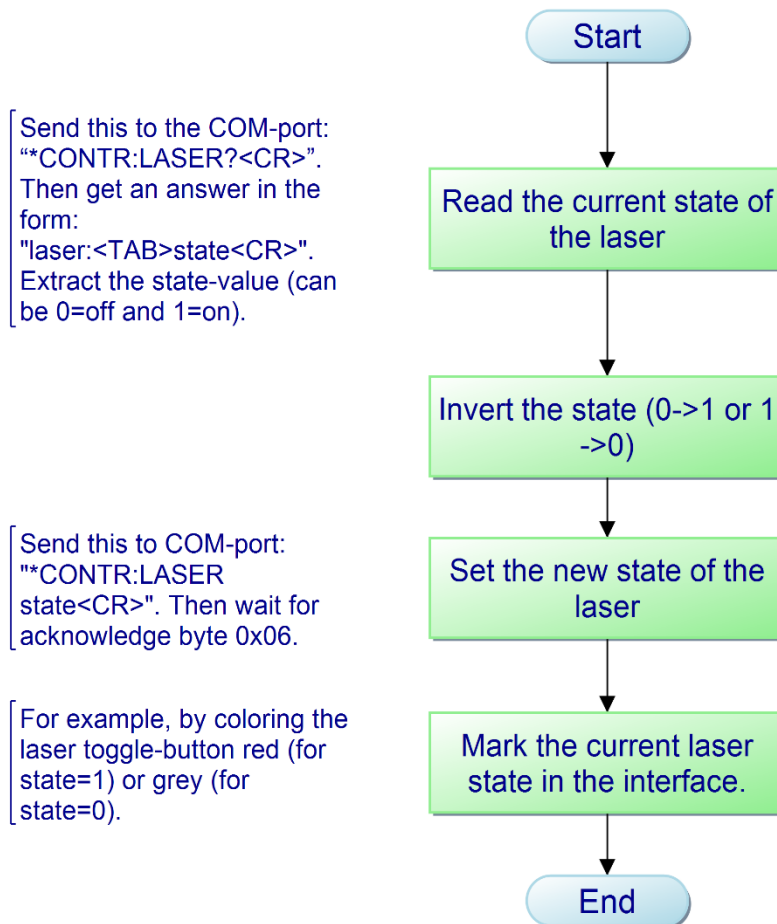 Start
Send this to the COM-port:
“*CONTR:LASER?<CR>”.
Then get an answer in the
form:
"laser:<TAB>state<CR>".
Extract the state-value (can
be 0=off and 1=on).
Read the current state of
the laser
Invert the state (0->1 or 1
->0)
Send this to COM-port:
"*CONTR:LASER
state<CR>". Then wait for
acknowledge byte 0x06.
Set the new state of the
laser
For example, by coloring the
laser toggle-button red (for
state=1) or grey (for
state=0).
Mark the current laser
state in the interface.
End